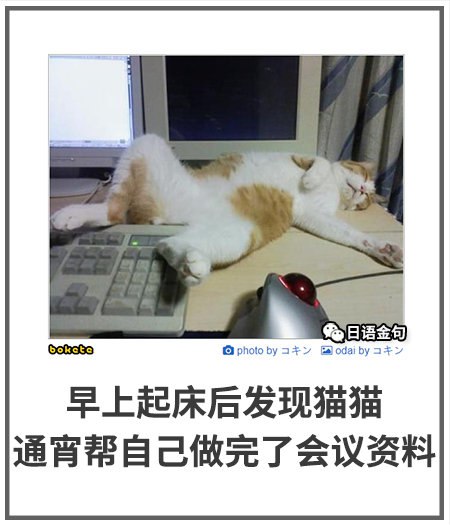 日语金句
bokete
photo by コキン odai by コキン
早上起床后发现猫猫
通宵帮自己做完了会议资料